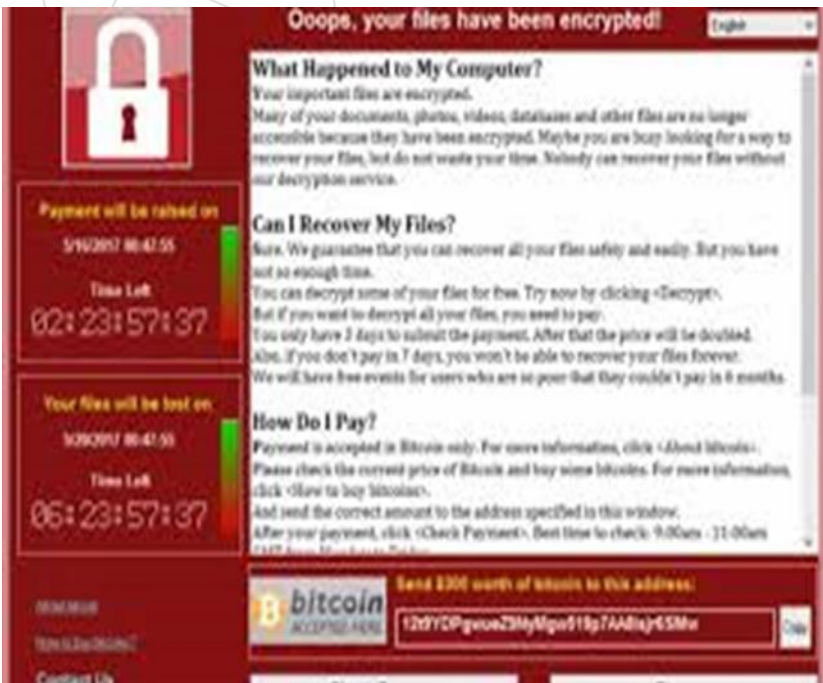 Ooops, your files have been encrypted!
English
What Happened to My Computer?
Your important files are encrypted.
Many of your documents, photos, videos, databases and other files are no longer
accessible because they have been encrypted. Maybe you are busy looking for a way to
recover your files, but do not waste your time. Nobody can recover your files without
our decryption service.
Payment will be raised on
5/16/2017 00:47:55
Time Left
02:23:57:37
Can I Recover My Files?
Sure. We guarantee that you can recover all your files safely and easily. But you have
not so enough time.
You can decrypt some of your files for free. Try now by clicking <Decrypt>.
But if you want to decrypt all your files, you need to pay.
You only have 3 days to submit the payment. After that the price will be doubled.
Also, if you don't pay in 7 days, you won't be able to recover your files forever.
We will have free events for users who are so poor that they couldn't pay in 6 months.
Your files will be lost on
5/20/2017 00:47:55
Time Left
06:23:57:37
How Do I Pay?
Payment is accepted in Bitcoin only. For more information, click <About bitcoin>.
Please check the current price of Bitcoin and buy some bitcoins. For more information,
click <How to buy bitcoins>.
And send the correct amount to the address specified in this window.
After your payment, click <Check Payment>. Best time to check: 9:00am - 11:00am
bitcoin
ACCEPTED HERE
Send $300 worth of bitcoin to this address:
Copy
About bitcoin
How to buy bitcoins?
Contact Us